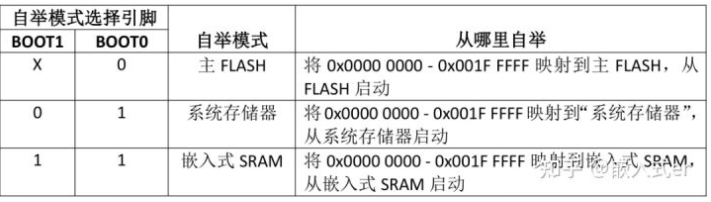 自举模式选择引脚 自举模式 从哪里自举
BOOT1 BOOT0
X 0 主 FLASH 将 0x0000 0000 - 0x001F FFFF 映射到主 FLASH，从
FLASH 启动
0 1 系统存储器 将 0x0000 0000 - 0x001F FFFF 映射到“系统存储器”，
从系统存储器启动
1 1 嵌入式 SRAM 将 0x0000 0000 - 0x001F FFFF 映射到嵌入式 SRAM，
从嵌入式 SRAM 启动
知乎 @嵌入式er